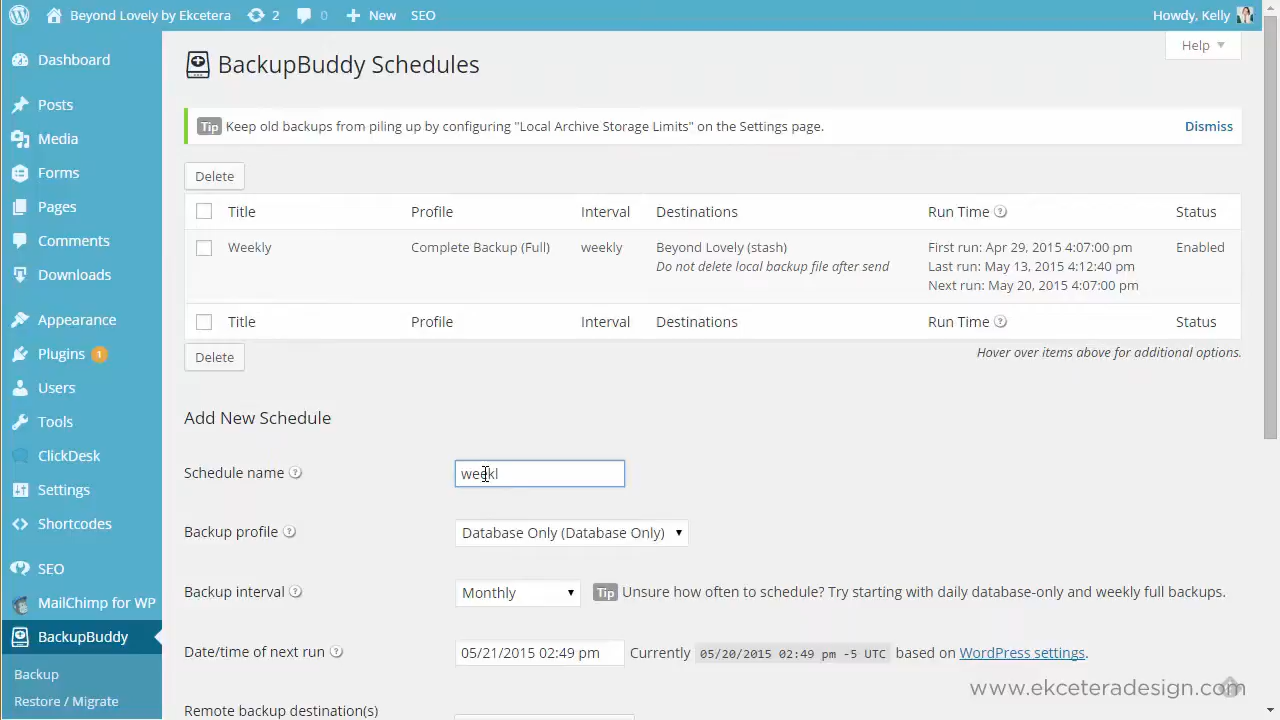 Beyond Lovely by Ekcetera 2 0 New SEO Howdy, Kelly
Help
Dashboard
Posts
Media
Forms
Pages
Comments
Downloads
Appearance
Plugins 1
Users
Tools
ClickDesk
Settings
Shortcodes
SEO
MailChimp for WP
BackupBuddy
Backup
Restore / Migrate
BackupBuddy Schedules
Tip Keep old backups from piling up by configuring "Local Archive Storage Limits" on the Settings page. Dismiss
Delete
Title Profile Interval Destinations Run Time ? Status
Weekly Complete Backup (Full) weekly Beyond Lovely (stash) First run: Apr 29, 2015 4:07:00 pm Enabled
Do not delete local backup file after send Last run: May 13, 2015 4:12:40 pm
Next run: May 20, 2015 4:07:00 pm
Title Profile Interval Destinations Run Time ? Status
Delete
Hover over items above for additional options.
Add New Schedule
Schedule name ? weekl
Backup profile ? Database Only (Database Only)
Backup interval ? Monthly Tip Unsure how often to schedule? Try starting with daily database-only and weekly full backups.
Date/time of next run ? 05/21/2015 02:49 pm Currently 05/20/2015 02:49 pm -5 UTC based on WordPress settings.
Remote backup destination(s)
www.ekceteradesign.com